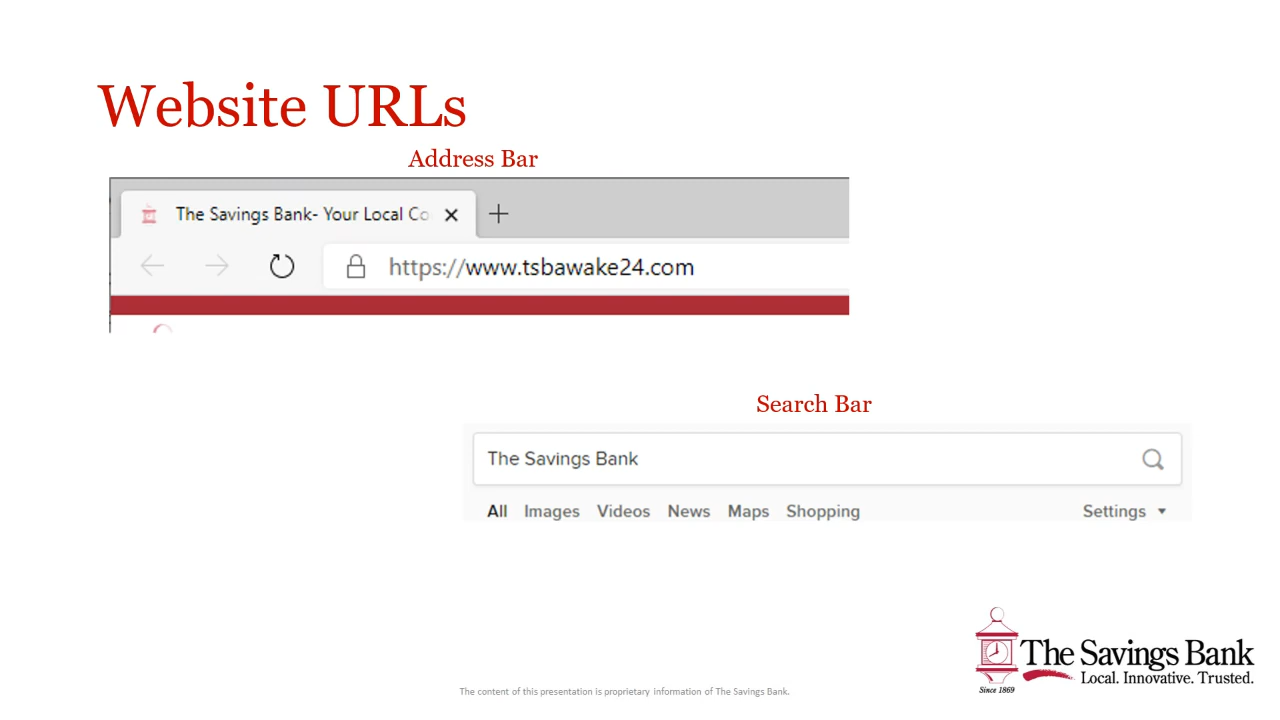 Website URLs
Address Bar
The Savings Bank- Your Local Co
https://www.tsbawake24.com
Search Bar
The Savings Bank
All Images Videos News Maps Shopping Settings
The Savings Bank
Local. Innovative. Trusted.
Since 1869
The content of this presentation is proprietary information of The Savings Bank.